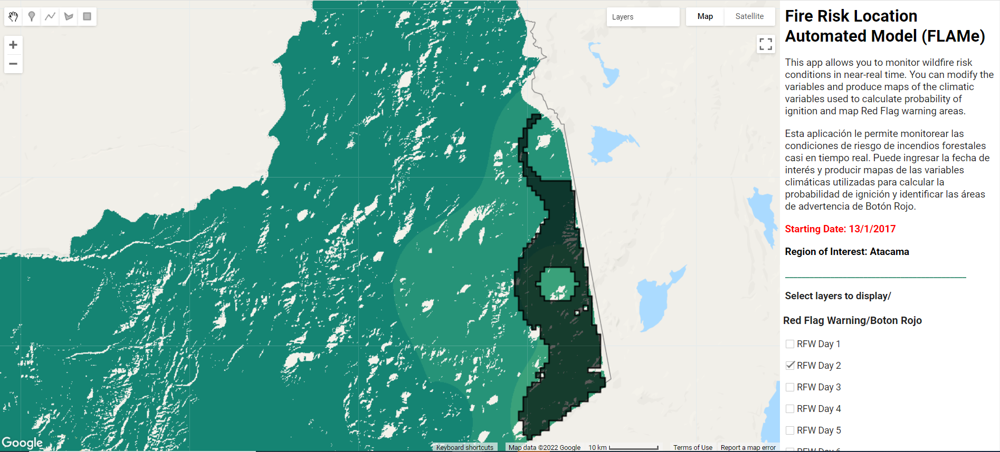 Layers
Map
Satellite
Google
Keyboard shortcuts
Map data ©2022 Google
10 km
Terms of Use
Report a map error
Fire Risk Location
Automated Model (FLAMe)
This app allows you to monitor wildfire risk
conditions in near-real time. You can modify the
variables and produce maps of the climatic
variables used to calculate probability of
ignition and map Red Flag warning areas.
Esta aplicación le permite monitorear las
condiciones de riesgo de incendios forestales
casi en tiempo real. Puede ingresar la fecha de
interés y producir mapas de las variables
climáticas utilizadas para calcular la
probabilidad de ignición y identificar las áreas
de advertencia de Botón Rojo.
Starting Date: 13/1/2017
Region of Interest: Atacama
Select layers to display/
Red Flag Warning/Boton Rojo
RFW Day 1
RFW Day 2
RFW Day 3
RFW Day 4
RFW Day 5